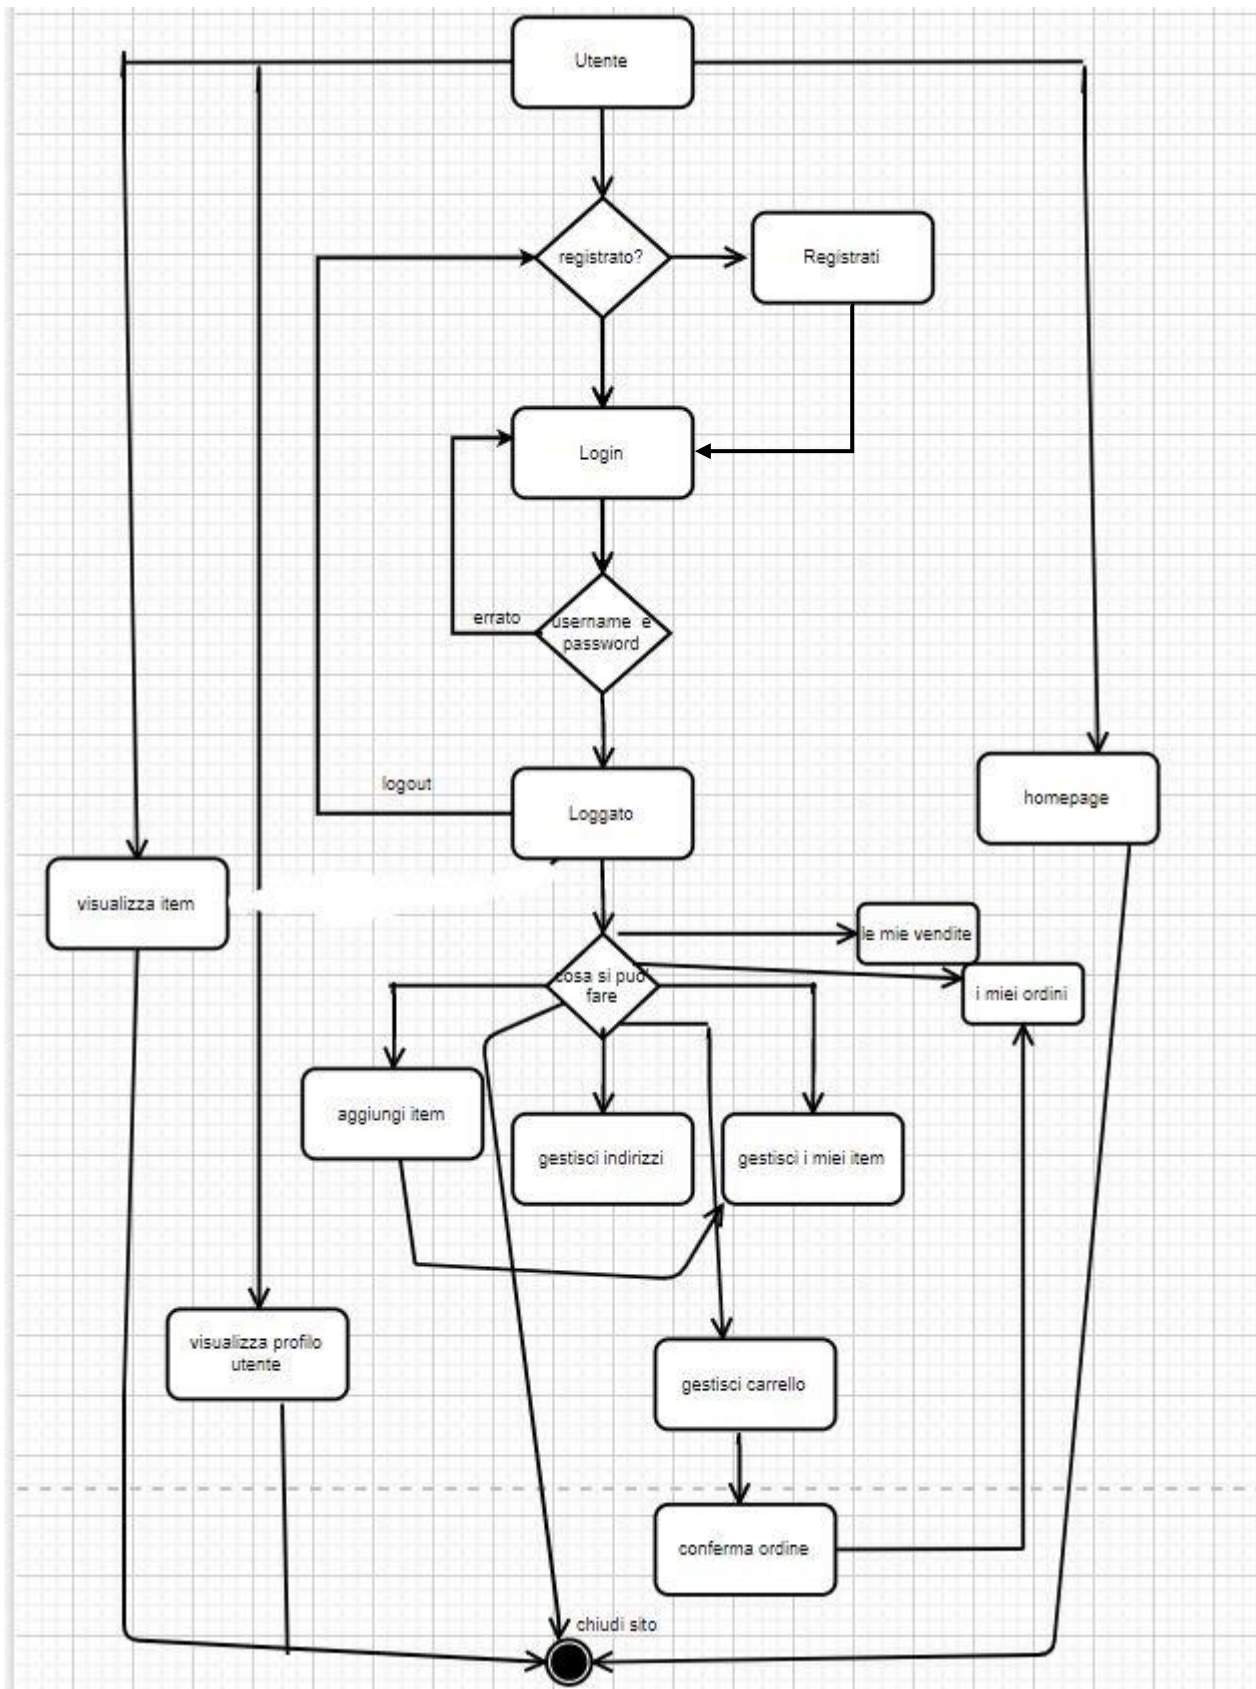 Utente
registrato?
Registrati
Login
errato
username e
password
logout
Loggato
homepage
visualizza item
le mie vendite
cosa si puo'
fare
i miei ordini
aggiungi item
gestisci indirizzi
gestisci i miei item
visualizza profilo
utente
gestisci carrello
conferma ordine
chiudi sito